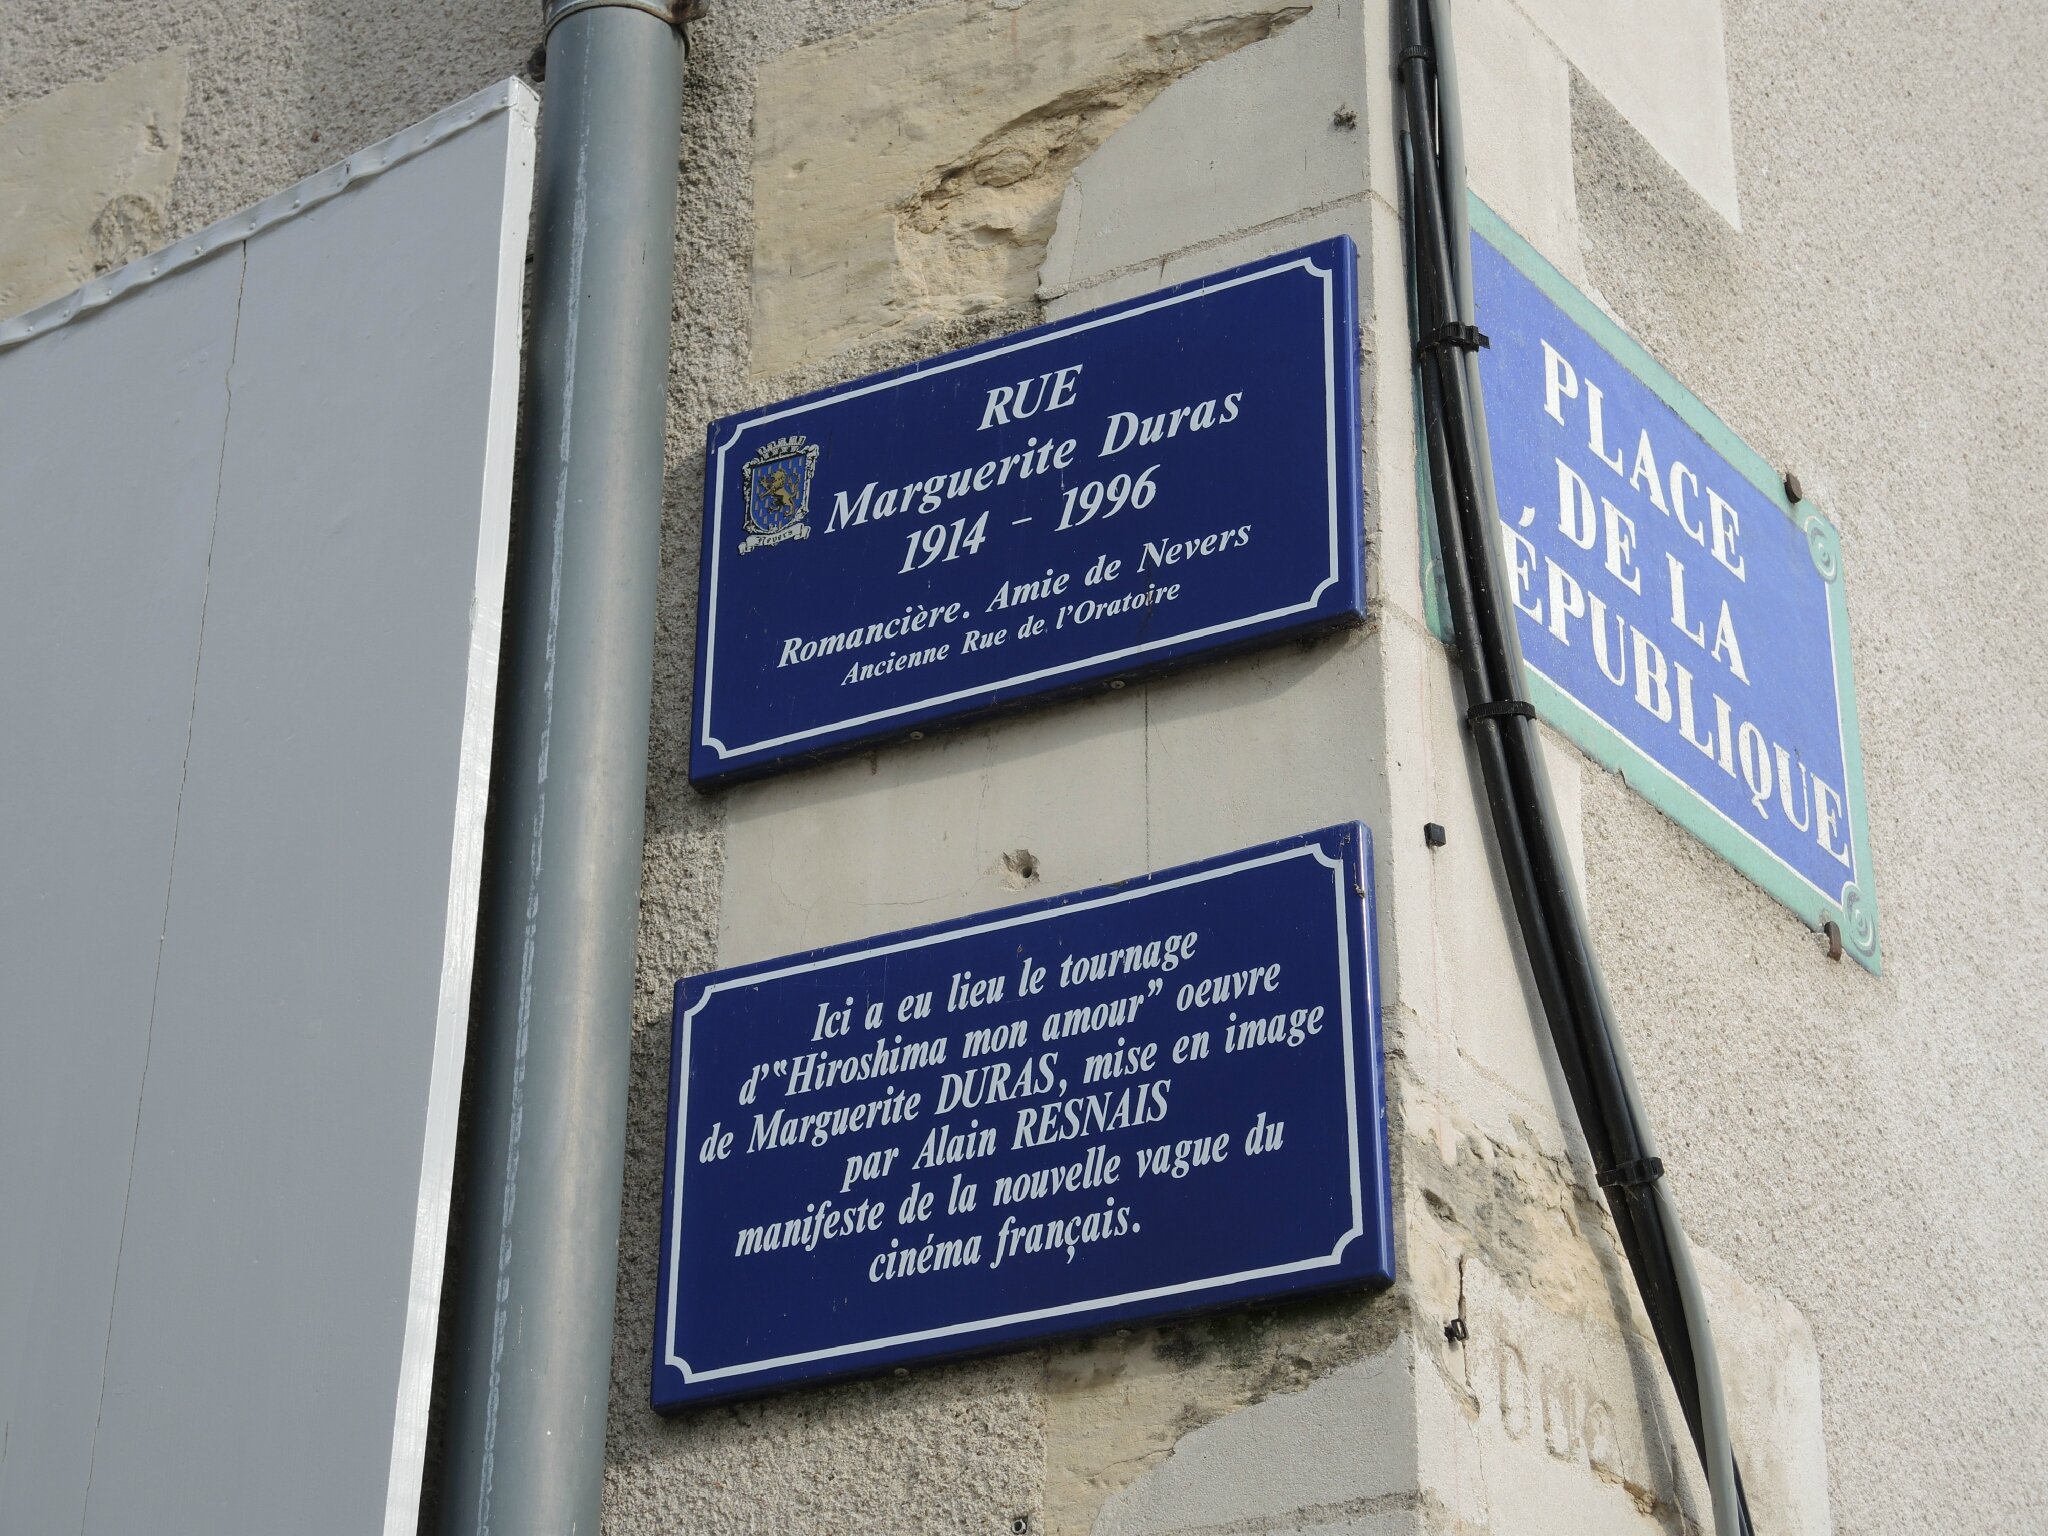 RUE
Marguerite Duras
1914 - 1996
Romancière. Amie de Nevers
Ancienne Rue de l'Oratoire
Nevers
Ici a eu lieu le tournage
d'"Hiroshima mon amour" oeuvre
de Marguerite DURAS, mise en image
par Alain RESNAIS
manifeste de la nouvelle vague du
cinéma français.
PLACE
DE LA
ÉPUBLIQUE